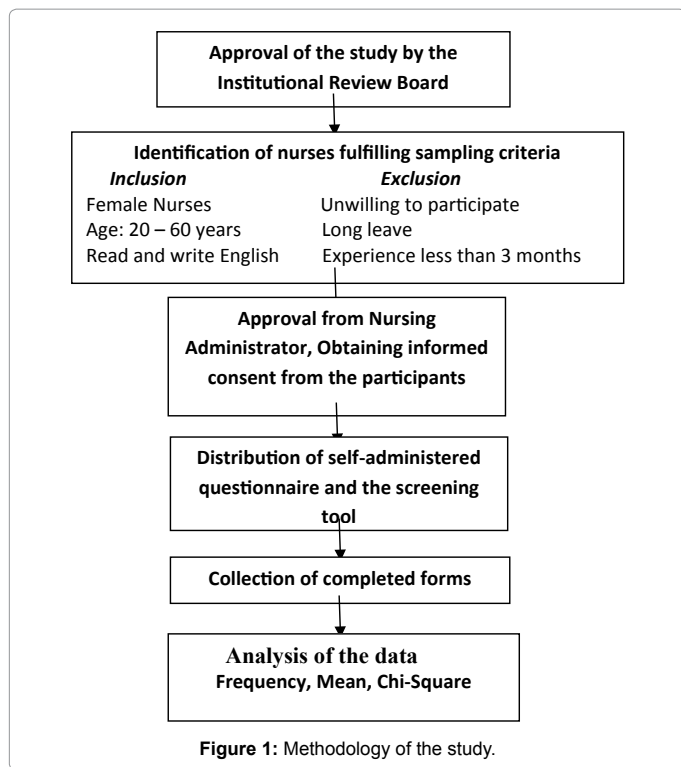 Approval of the study by the
Institutional Review Board
Identification of nurses fulfilling sampling criteria
Inclusion Exclusion
Female Nurses Unwilling to participate
Age: 20 – 60 years Long leave
Read and write English Experience less than 3 months
Approval from Nursing
Administrator, Obtaining informed
consent from the participants
Distribution of self-administered
questionnaire and the screening
tool
Collection of completed forms
Analysis of the data
Frequency, Mean, Chi-Square
Figure 1: Methodology of the study.